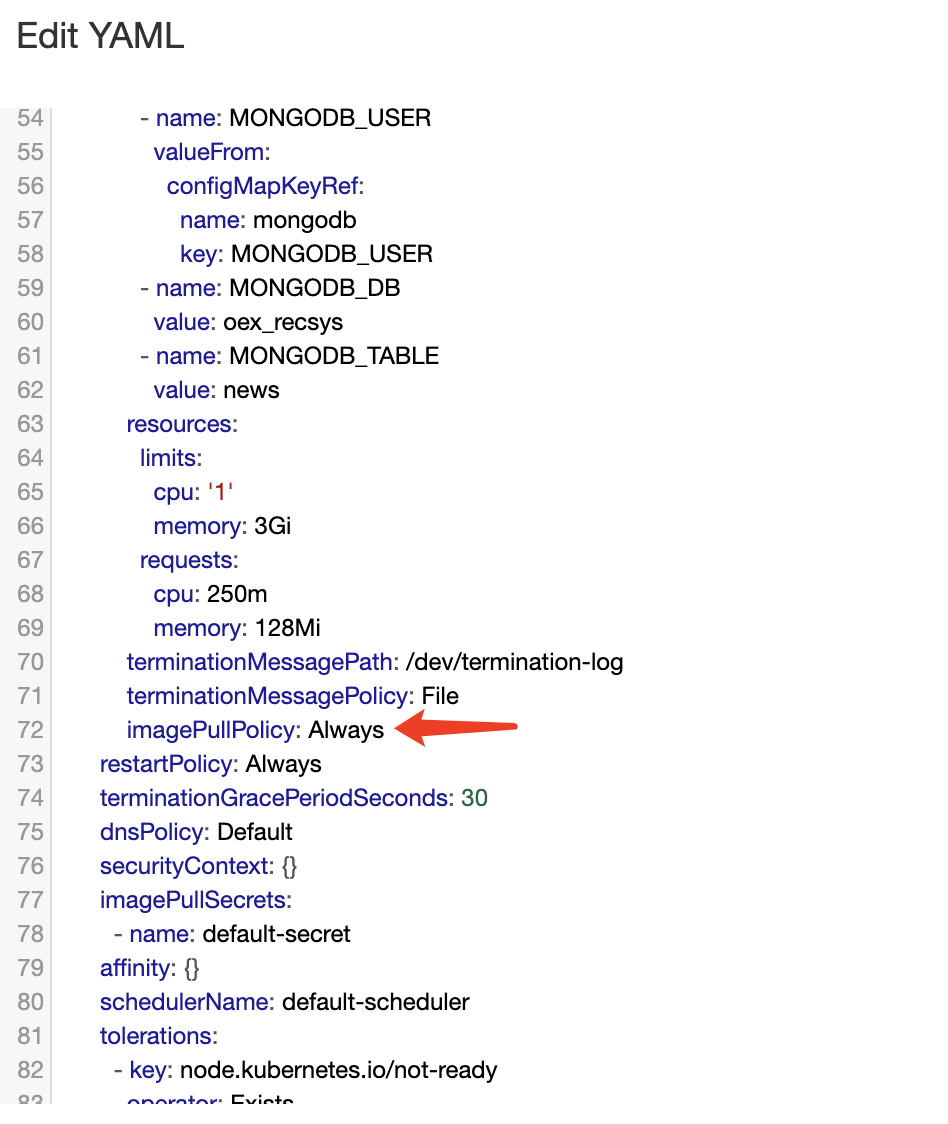 Edit YAML
54 - name: MONGODB_USER
55 valueFrom:
56 configMapKeyRef:
57 name: mongodb
58 key: MONGODB_USER
59 - name: MONGODB_DB
60 value: oex_recsys
61 - name: MONGODB_TABLE
62 value: news
63 resources:
64 limits:
65 cpu: '1'
66 memory: 3Gi
67 requests:
68 cpu: 250m
69 memory: 128Mi
70 terminationMessagePath: /dev/termination-log
71 terminationMessagePolicy: File
72 imagePullPolicy: Always
73 restartPolicy: Always
74 terminationGracePeriodSeconds: 30
75 dnsPolicy: Default
76 securityContext: {}
77 imagePullSecrets:
78 - name: default-secret
79 affinity: {}
80 schedulerName: default-scheduler
81 tolerations:
82 - key: node.kubernetes.io/not-ready
83 operator: Exists